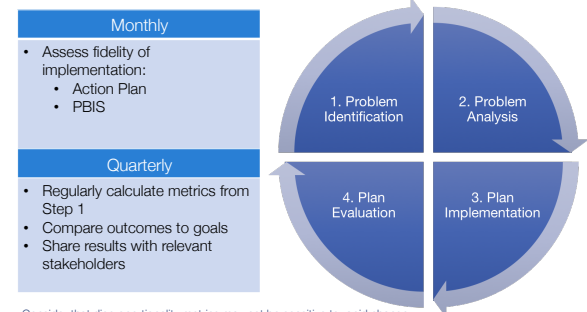 Monthly
• Assess fidelity of
implementation:
• Action Plan
• PBIS
Quarterly
• Regularly calculate metrics from
Step 1
• Compare outcomes to goals
• Share results with relevant
stakeholders
1. Problem
Identification
2. Problem
Analysis
4. Plan
Evaluation
3. Plan
Implementation